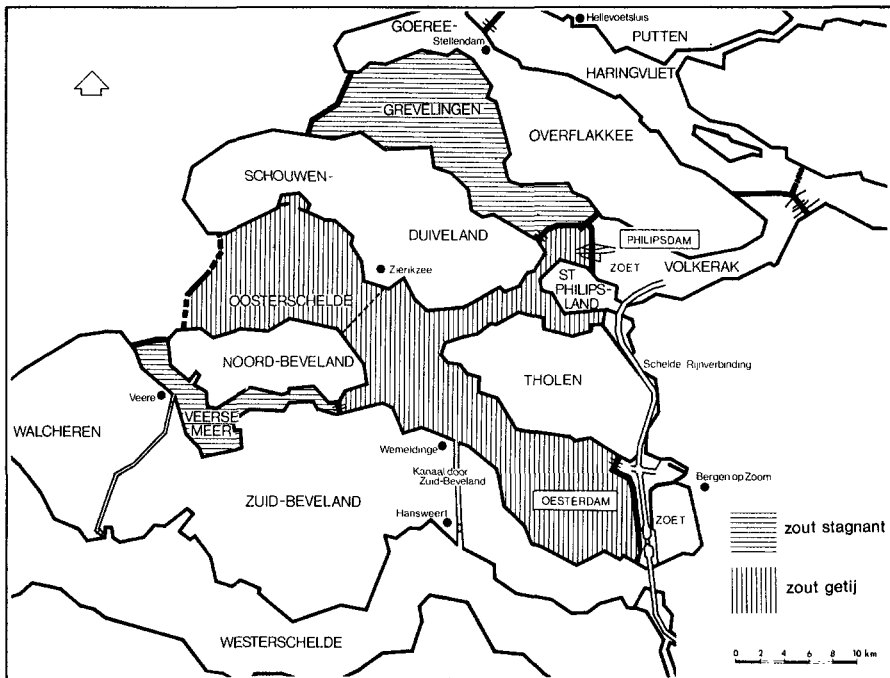 GOEREE-
Hellevoetsluis
PUTTEN
Stellendam
HARINGVLIET
GREVELINGEN
OVERFLAKKEE
SCHOUWEN-
DUIVELAND
PHILIPSDAM
ZOET
VOLKERAK
Zierikzee
ST
PHILIPS-
LAND
OOSTERSCHELDE
NOORD-BEVELAND
Schelde Rijnverbinding
THOLEN
Veere
VEERSE
MEER
WALCHEREN
Wemeldinge
Kanaal door
Zuid-Beveland
Bergen op Zoom
ZUID-BEVELAND
OESTERDAM
Hansweert
ZOET
zout stagnant
zout getij
WESTERSCHELDE
0 2 4 6 8 10 km